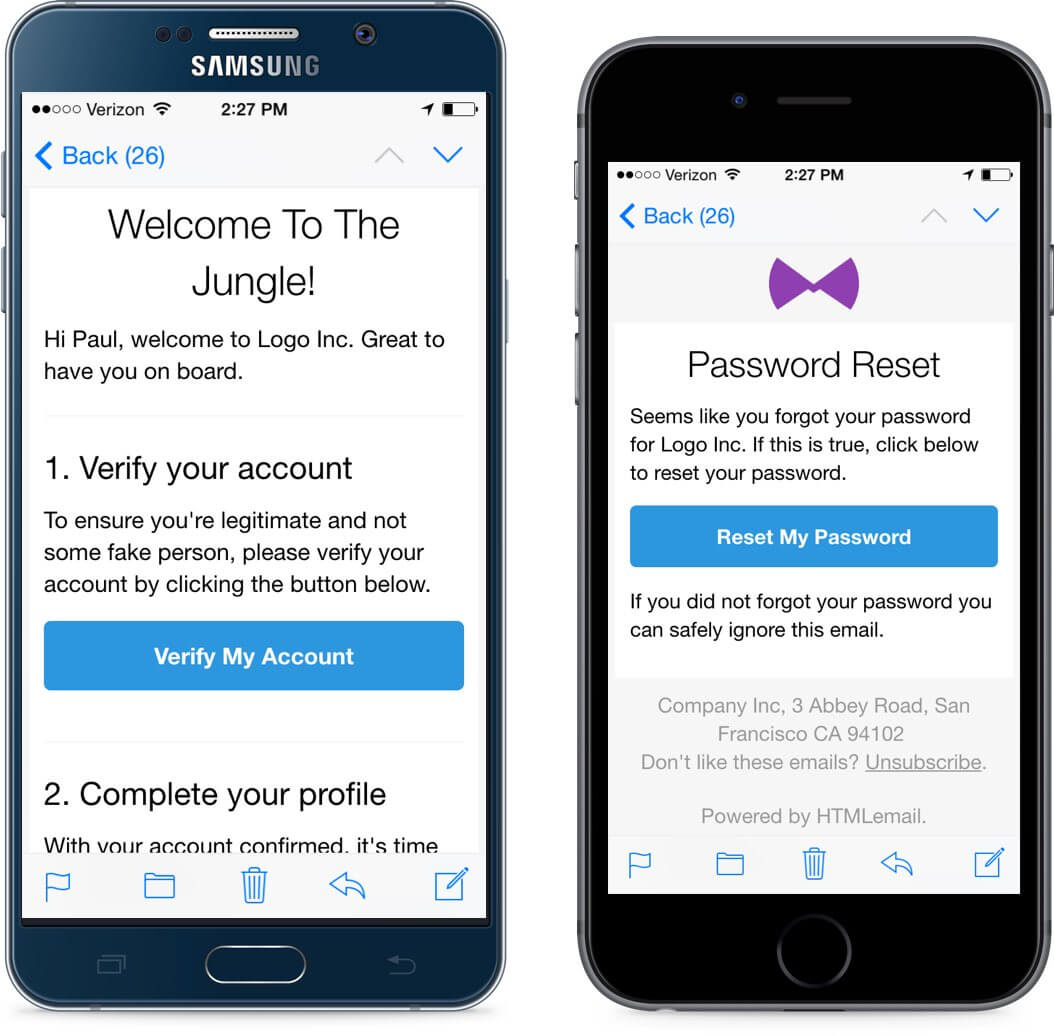 SAMSUNG
Verizon 2:27 PM
Back (26)
Welcome To The
Jungle!
Hi Paul, welcome to Logo Inc. Great to
have you on board.
1. Verify your account
To ensure you're legitimate and not
some fake person, please verify your
account by clicking the button below.
Verify My Account
2. Complete your profile
With your account confirmed, it's time
Verizon 2:27 PM
Back (26)
Password Reset
Seems like you forgot your password
for Logo Inc. If this is true, click below
to reset your password.
Reset My Password
If you did not forgot your password you
can safely ignore this email.
Company Inc, 3 Abbey Road, San
Francisco CA 94102
Don't like these emails? Unsubscribe.
Powered by HTMLemail.